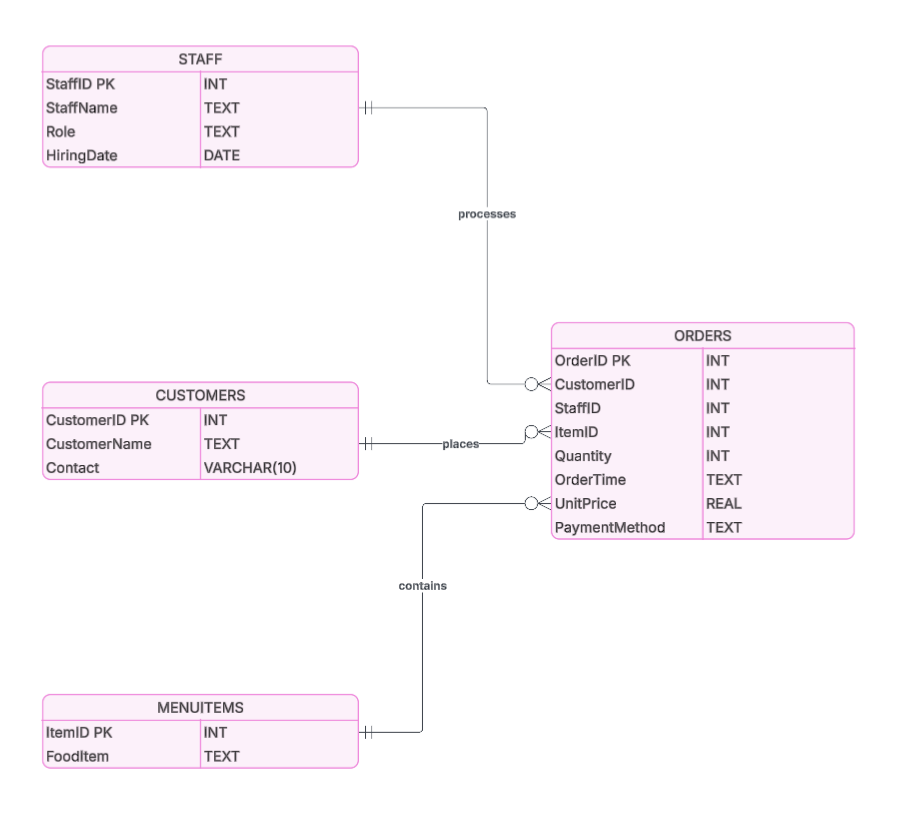 STAFF
StaffID PK INT
StaffName TEXT
Role TEXT
HiringDate DATE
processes
ORDERS
OrderID PK INT
CustomerID INT
StaffID INT
ItemID INT
Quantity INT
OrderTime TEXT
UnitPrice REAL
PaymentMethod TEXT
CUSTOMERS
CustomerID PK INT
CustomerName TEXT
Contact VARCHAR(10)
places
contains
MENUITEMS
ItemID PK INT
FoodItem TEXT